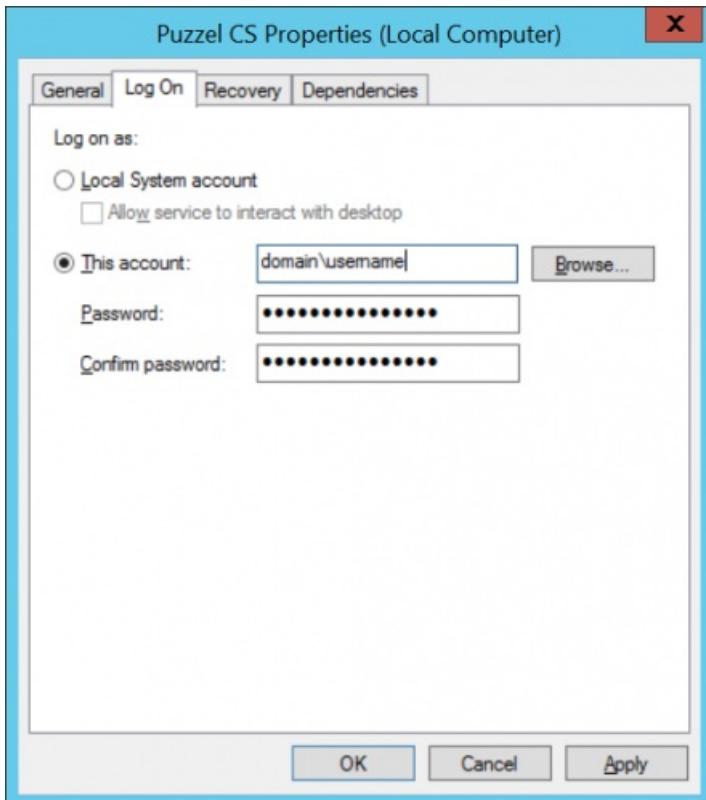 Puzzel CS Properties (Local Computer)
X
General Log On Recovery Dependencies
Log on as:
Local System account
Allow service to interact with desktop
This account: domain\username Browse...
Password: ●●●●●●●●●●●●●●●
Confirm password: ●●●●●●●●●●●●●●●
OK Cancel Apply